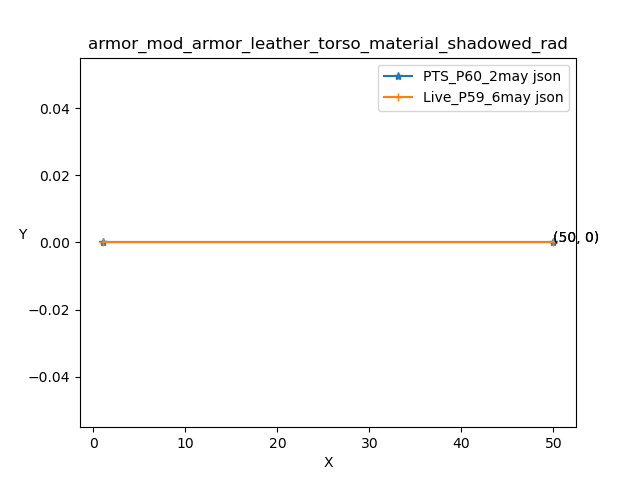 armor_mod_armor_leather_torso_material_shadowed_rad
PTS_P60_2may json
Live_P59_6may json
0.04
0.02
Y
0.00
(50, 0)
−0.02
−0.04
0 10 20 30 40 50
X